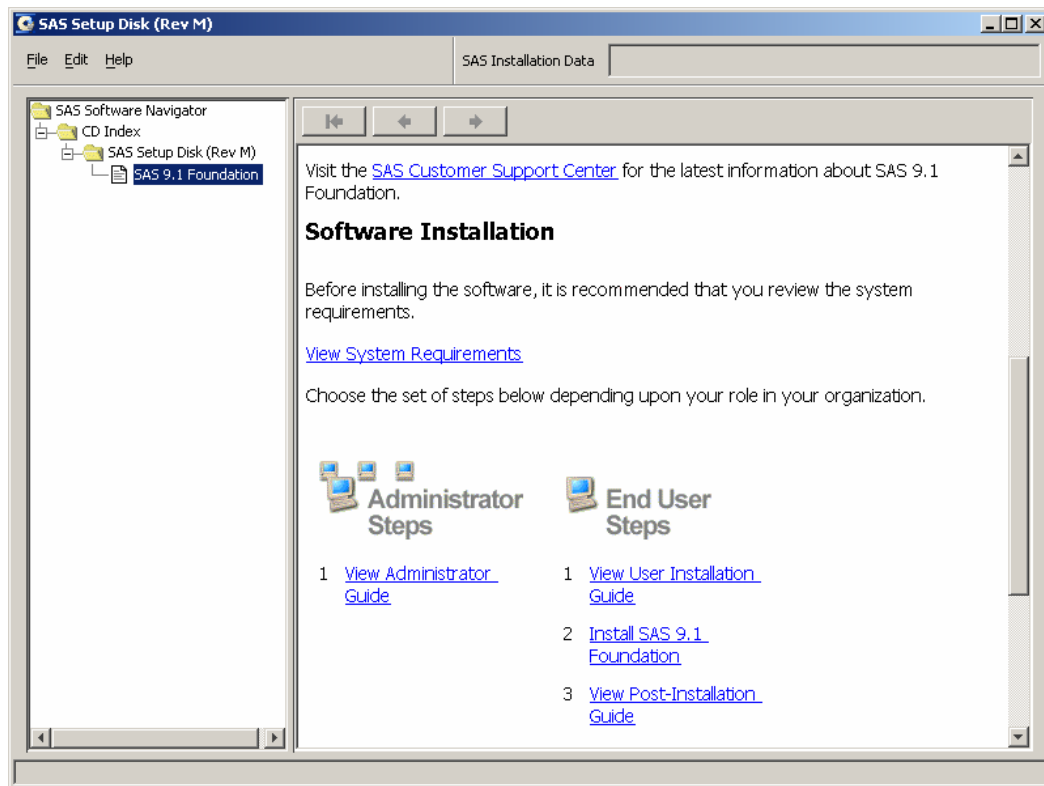 SAS Setup Disk (Rev M)
File Edit Help
SAS Installation Data
SAS Software Navigator
CD Index
SAS Setup Disk (Rev M)
SAS 9.1 Foundation
Visit the SAS Customer Support Center for the latest information about SAS 9.1
Foundation.
Software Installation
Before installing the software, it is recommended that you review the system
requirements.
View System Requirements
Choose the set of steps below depending upon your role in your organization.
Administrator
Steps
1 View Administrator
Guide
End User
Steps
1 View User Installation
Guide
2 Install SAS 9.1
Foundation
3 View Post-Installation
Guide